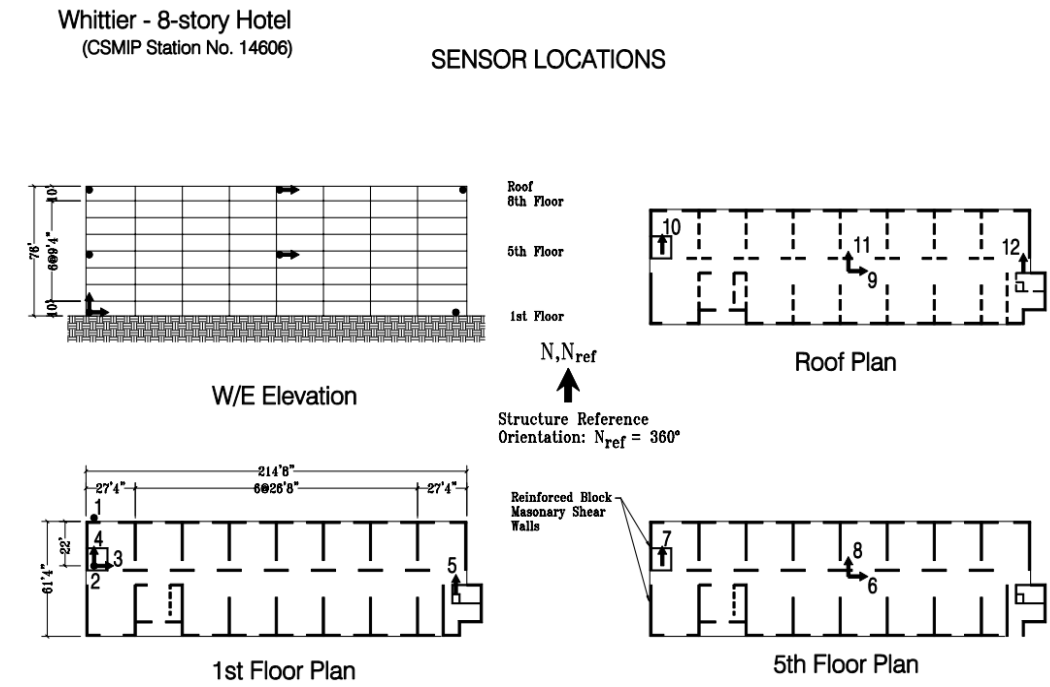 Whittier - 8-story Hotel
(CSMIP Station No. 14606)
SENSOR LOCATIONS
10'
76'
6@9'4"
10'
Roof
8th Floor
5th Floor
1st Floor
W/E Elevation
N,Nref
Structure Reference
Orientation: Nref = 360°
10
11
12
9
Roof Plan
214'8"
27'4"
6@26'8"
27'4"
1
4
3
2
5
22'
61'4"
1st Floor Plan
Reinforced Block
Masonary Shear
Walls
7
8
6
5th Floor Plan